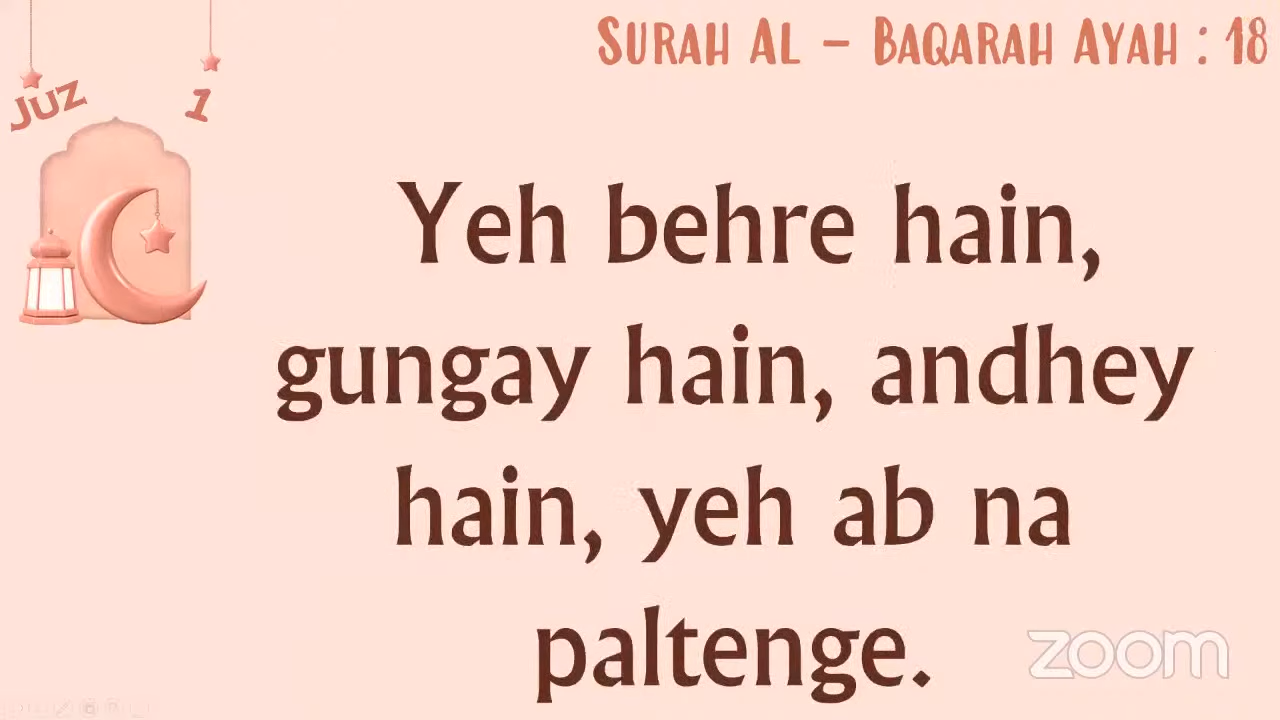 SURAH AL - BAQARAH AYAH : 18
JUZ 1
Yeh behre hain,
gungay hain, andhey
hain, yeh ab na
paltenge.
zoom